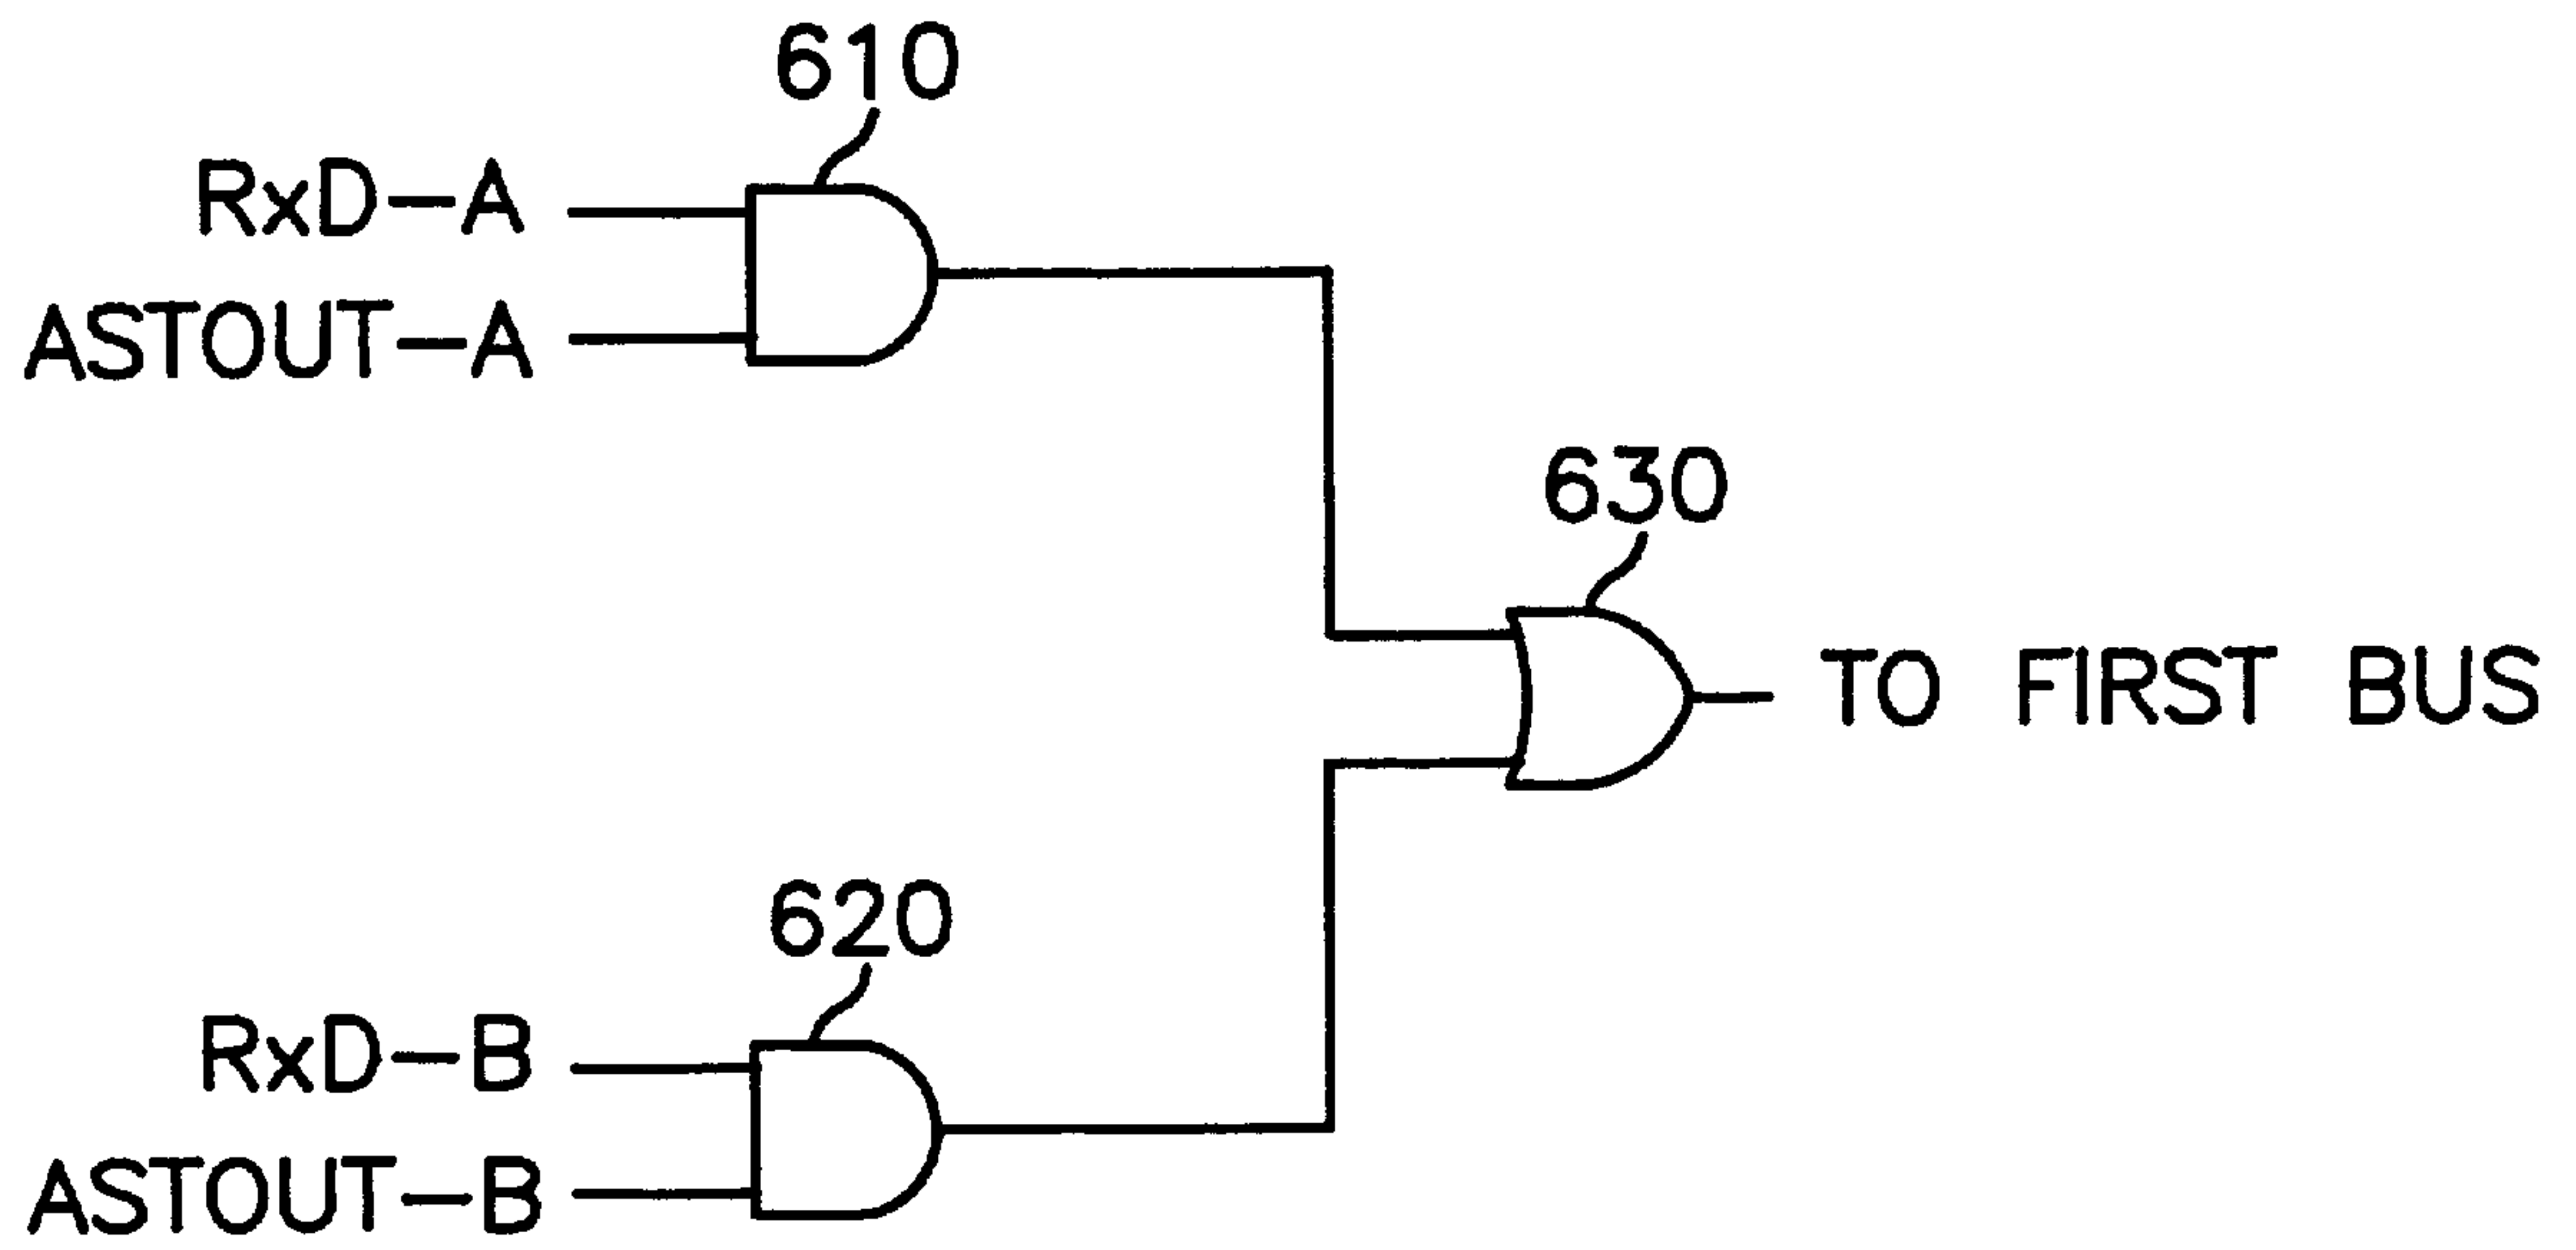 610
RxD-A
ASTOUT-A
630
TO FIRST BUS
620
RxD-B
ASTOUT-B